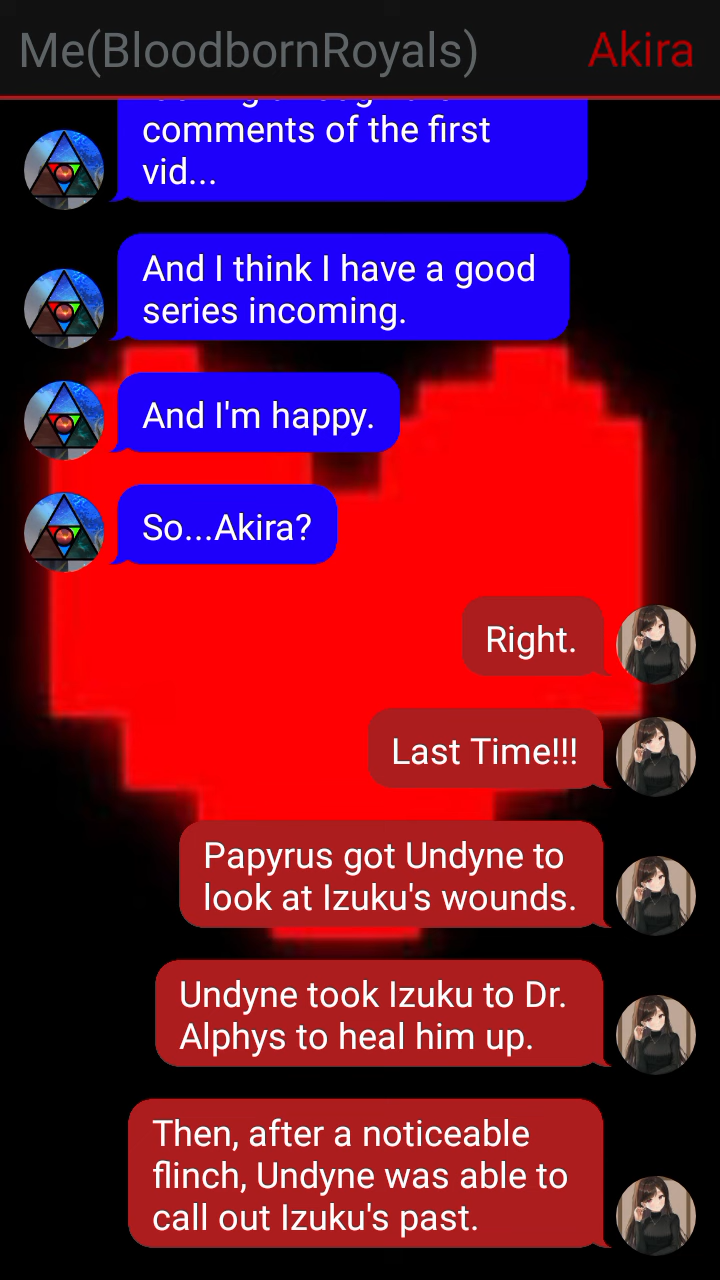 Me(BloodbornRoyals)
Akira
comments of the first
vid...
And I think I have a good
series incoming.
And I'm happy.
So...Akira?
Right.
Last Time!!!
Papyrus got Undyne to
look at Izuku's wounds.
Undyne took Izuku to Dr.
Alphys to heal him up.
Then, after a noticeable
flinch, Undyne was able to
call out Izuku's past.